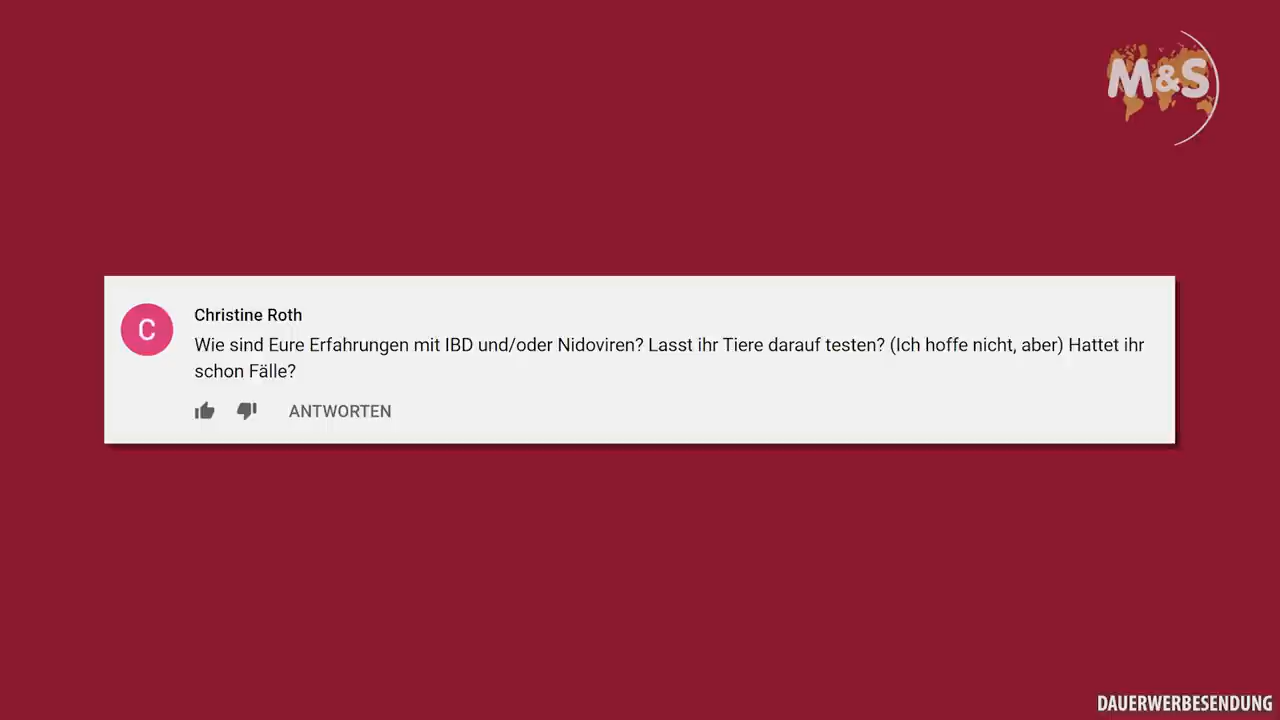 M&S
C
Christine Roth
Wie sind Eure Erfahrungen mit IBD und/oder Nidoviren? Lasst ihr Tiere darauf testen? (Ich hoffe nicht, aber) Hattet ihr
schon Fälle?
ANTWORTEN
DAUERWERBESENDUNG